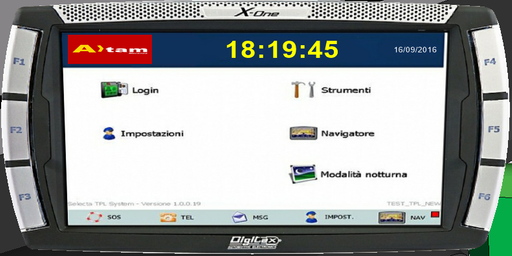 X-One
A)tam
18:19:45
16/09/2016
F1
F4
Login
Strumenti
F2
Impostazioni
Navigatore
F5
Modalità notturna
F3
F6
Selecta TPL System - Versione 1.0.0.19
TEST_TPL_NEW
SOS
TEL
MSG
IMPOST.
NAV
DigiTax